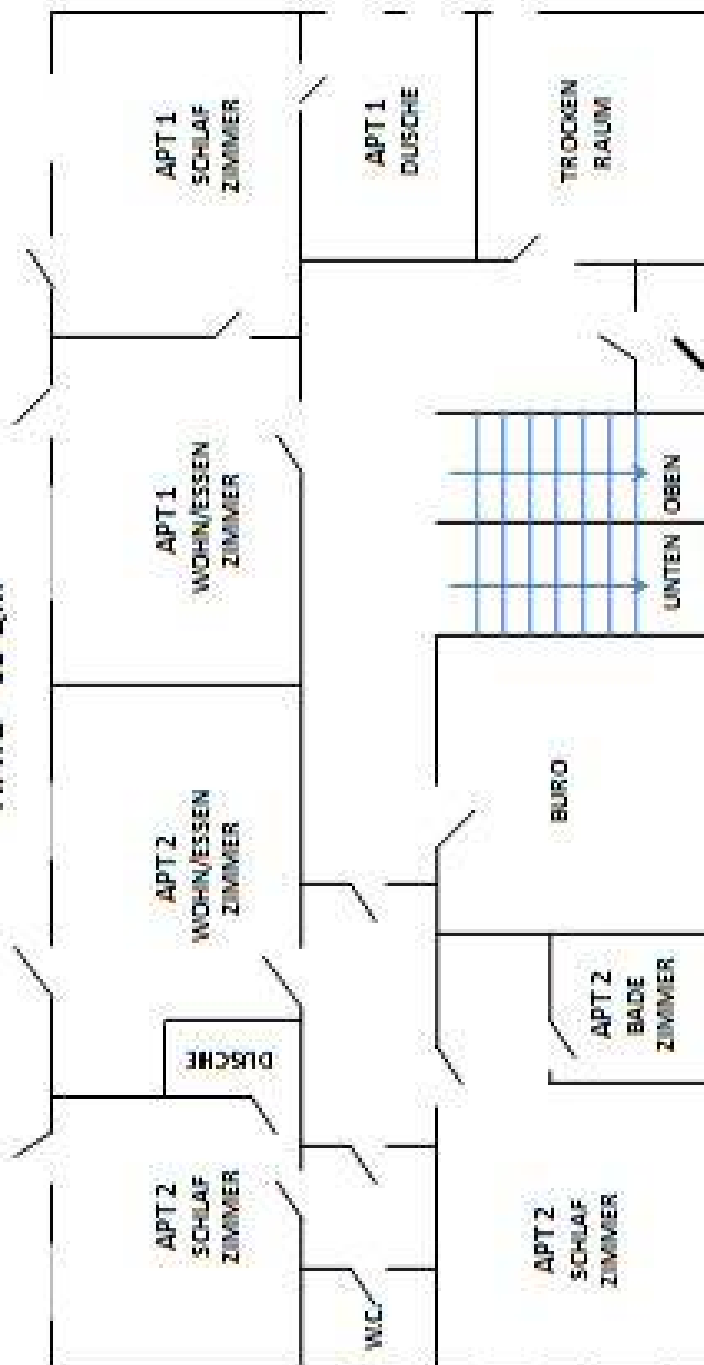 APT 2
SCHLAF
ZIMMER
DUSCHE
APT 2
WOHN/ESSEN
ZIMMER
APT 1
WOHN/ESSEN
ZIMMER
APT 1
SCHLAF
ZIMMER
W.C.
APT 1
DUSCHE
APT 2
SCHLAF
ZIMMER
APT 2
BADE
ZIMMER
BURO
UNTEN
OBEN
TROCKEN
RAUM